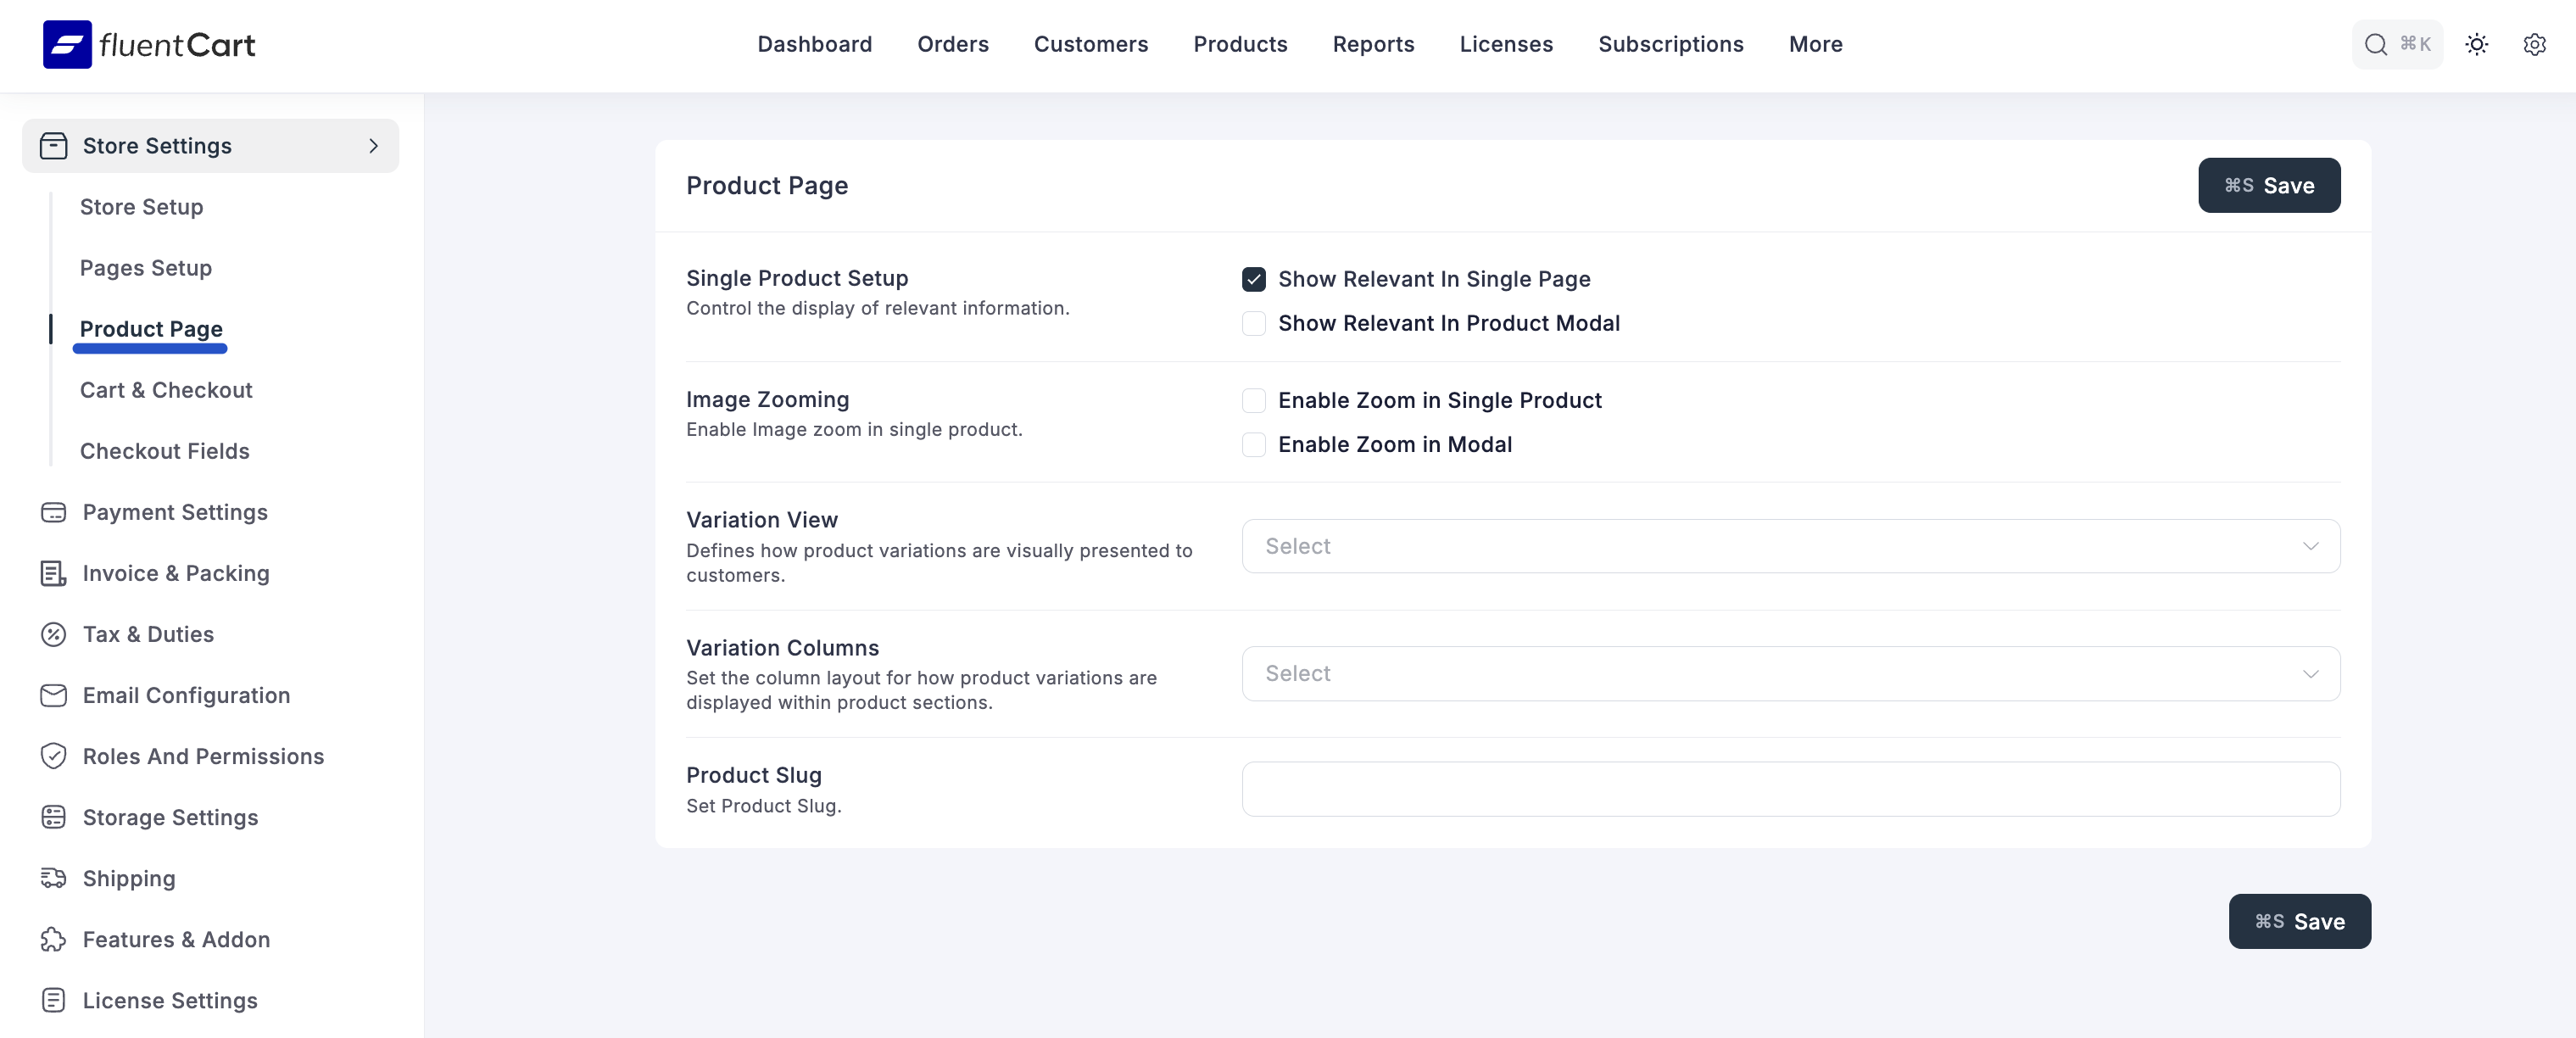 fluentCart
Dashboard
Orders
Customers
Products
Reports
Licenses
Subscriptions
More
⌘K
Store Settings
Store Setup
Pages Setup
Product Page
Cart & Checkout
Checkout Fields
Payment Settings
Invoice & Packing
Tax & Duties
Email Configuration
Roles And Permissions
Storage Settings
Shipping
Features & Addon
License Settings
Product Page
⌘S Save
Single Product Setup
Control the display of relevant information.
Show Relevant In Single Page
Show Relevant In Product Modal
Image Zooming
Enable Image zoom in single product.
Enable Zoom in Single Product
Enable Zoom in Modal
Variation View
Defines how product variations are visually presented to
customers.
Select
Variation Columns
Set the column layout for how product variations are
displayed within product sections.
Select
Product Slug
Set Product Slug.
⌘S Save